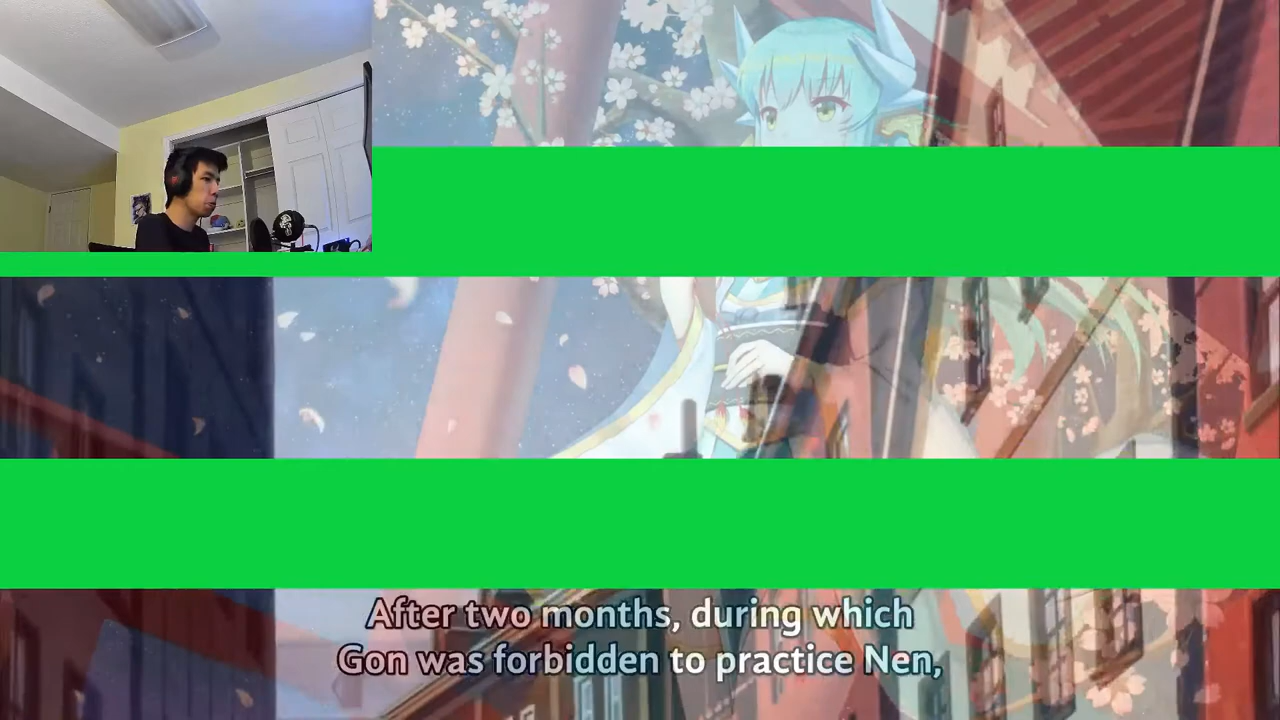 After two months, during which
Gon was forbidden to practice Nen,